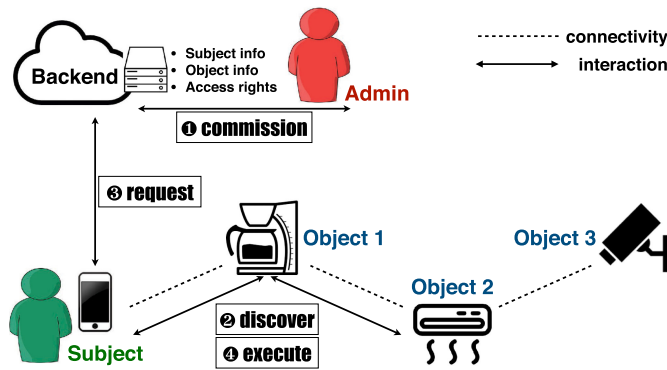 Backend
• Subject info
• Object info
• Access rights
Admin
connectivity
interaction
❶ commission
❸ request
Object 1
Object 3
Object 2
❷ discover
❹ execute
Subject